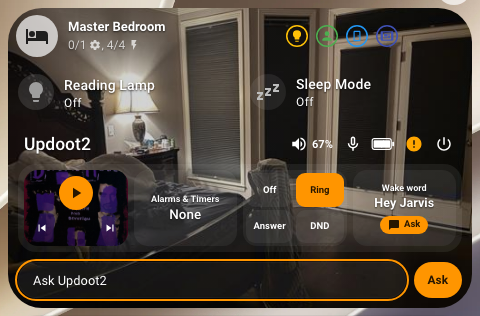 Master Bedroom
0/1 , 4/4
Reading Lamp
Off
Sleep Mode
Off
Updoot2
67%
Alarms & Timers
None
Off
Ring
Answer
DND
Wake word
Hey Jarvis
Ask
Ask Updoot2
Ask